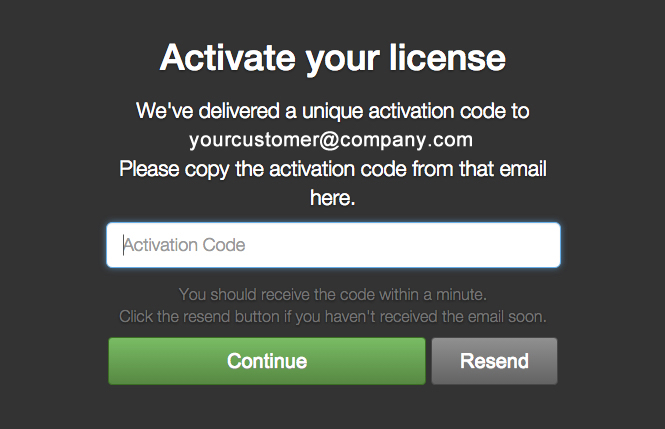 Activate your license
We've delivered a unique activation code to
yourcustomer@company.com
Please copy the activation code from that email
here.
Activation Code
You should receive the code within a minute.
Click the resend button if you haven't received the email soon.
Continue
Resend